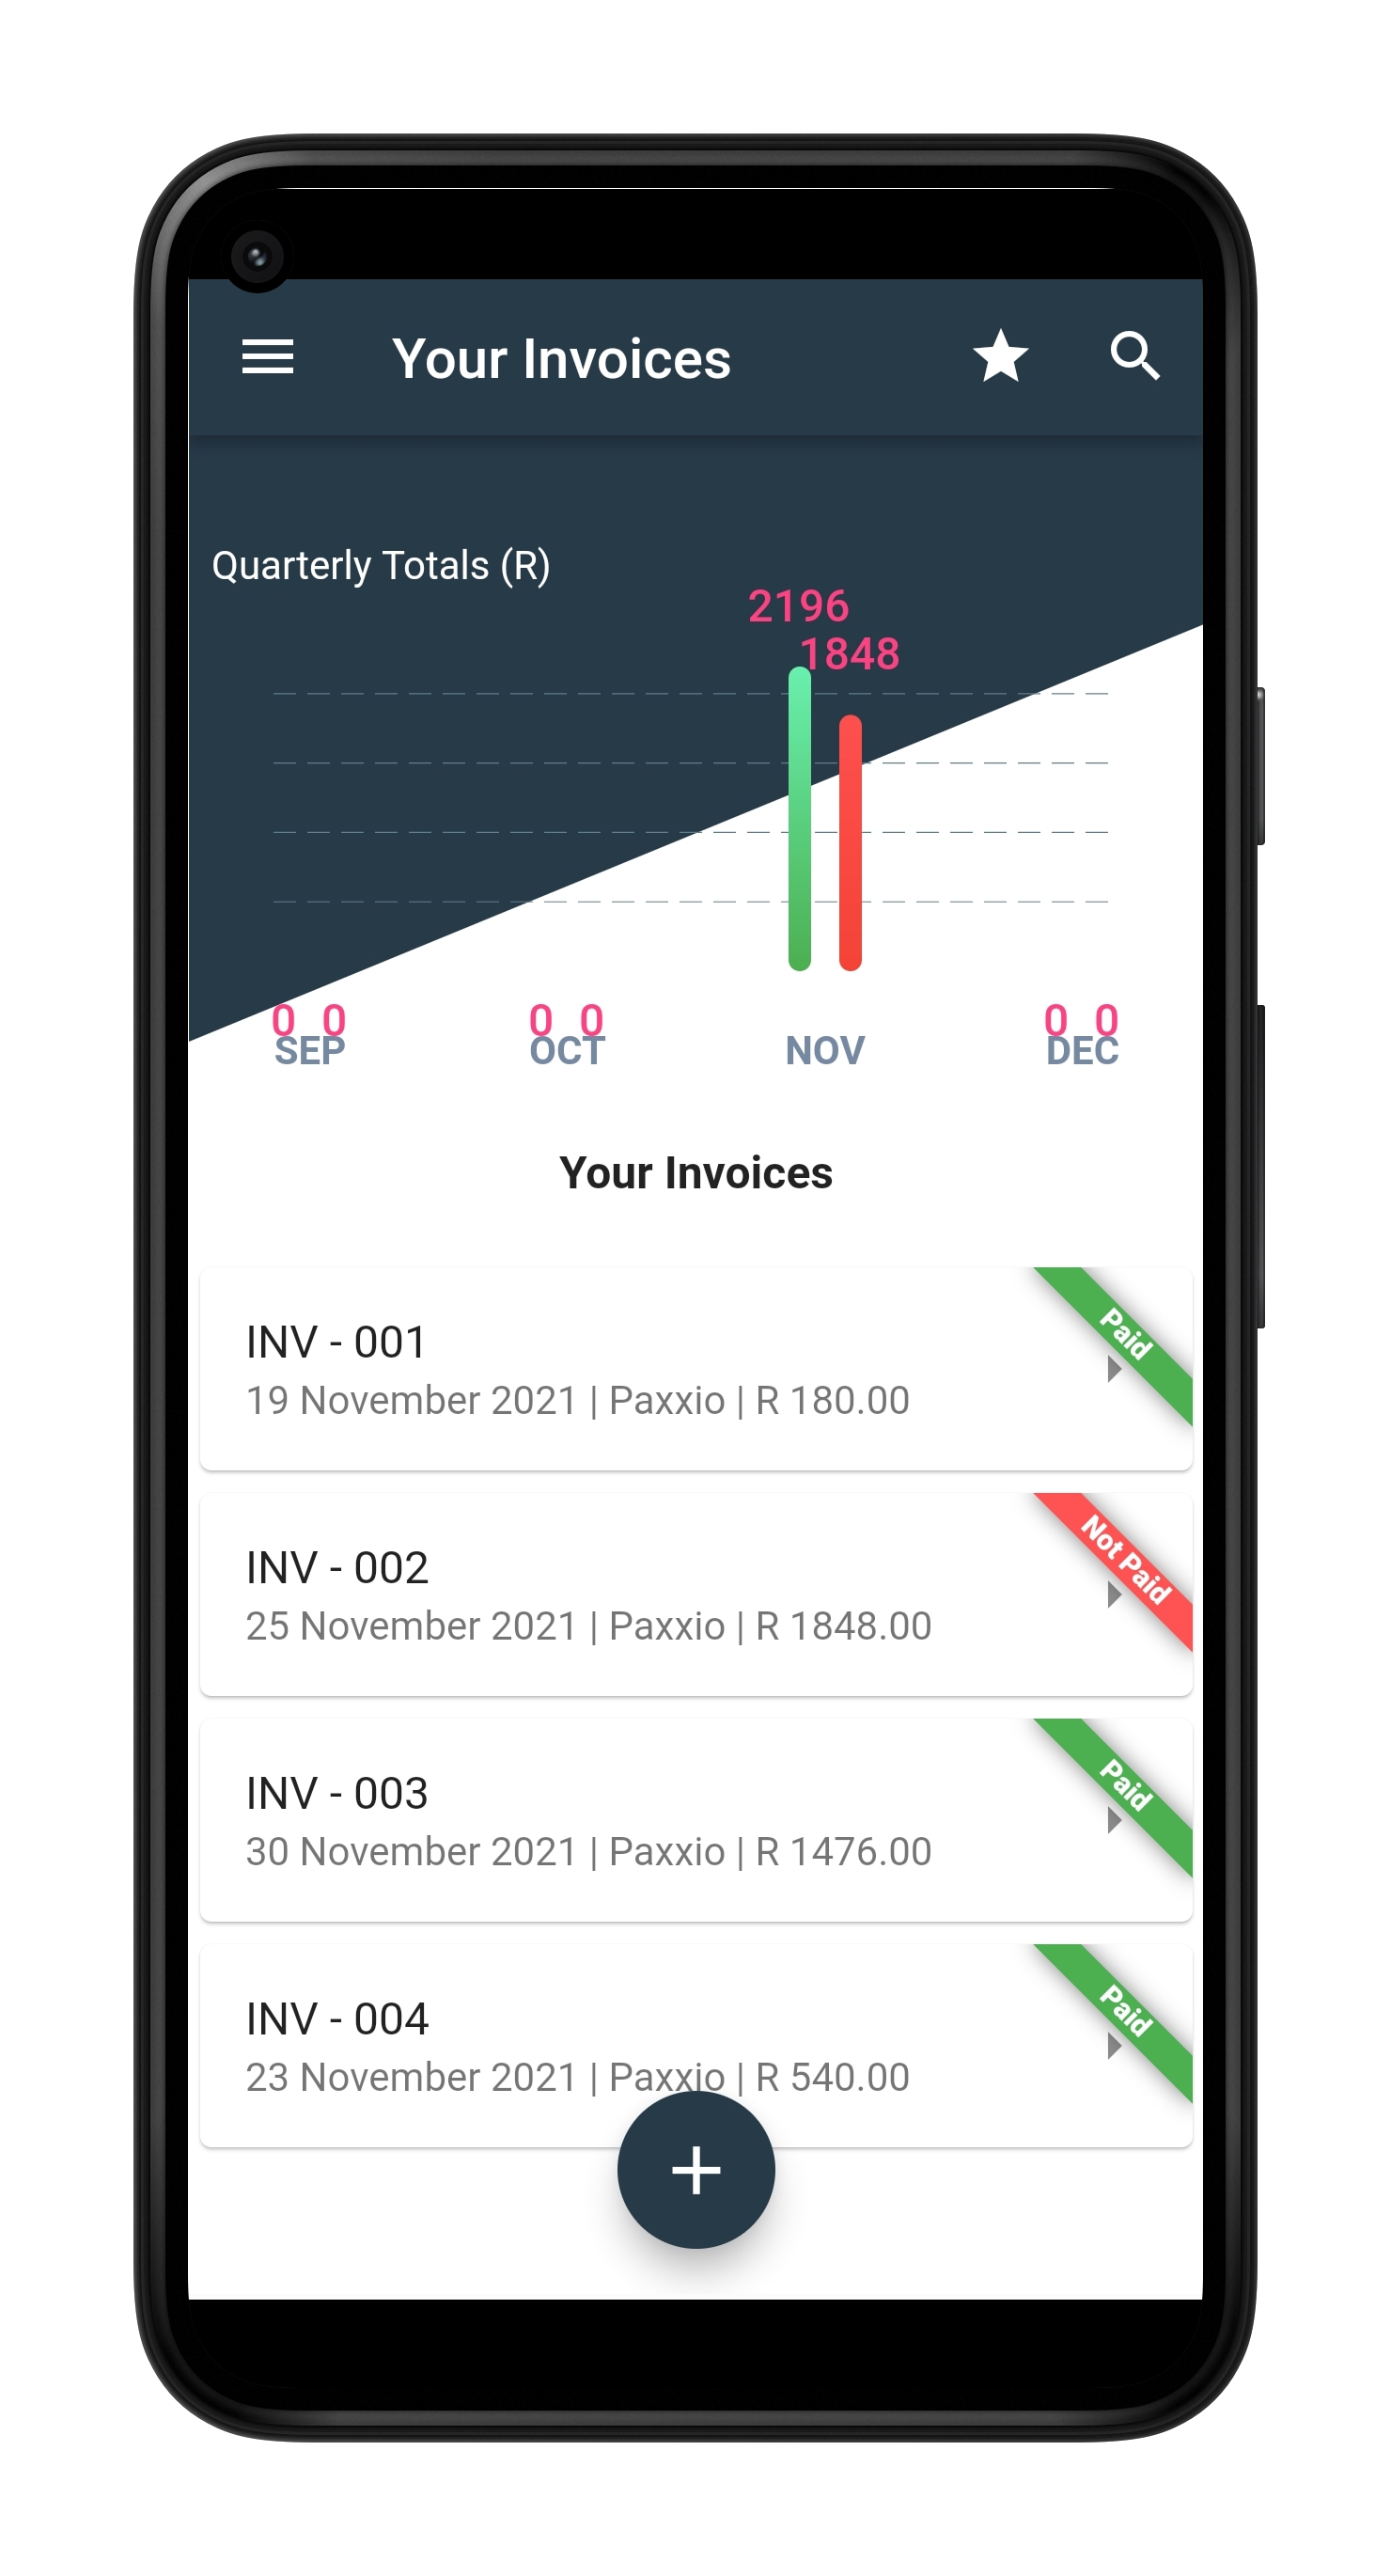 Your Invoices
Quarterly Totals (R)
2196
1848
0 0 0 0 0 0
SEP OCT NOV DEC
Your Invoices
Paid
INV - 001
19 November 2021 | Paxxio | R 180.00
Not Paid
INV - 002
25 November 2021 | Paxxio | R 1848.00
Paid
INV - 003
30 November 2021 | Paxxio | R 1476.00
Paid
INV - 004
23 November 2021 | Paxxio | R 540.00